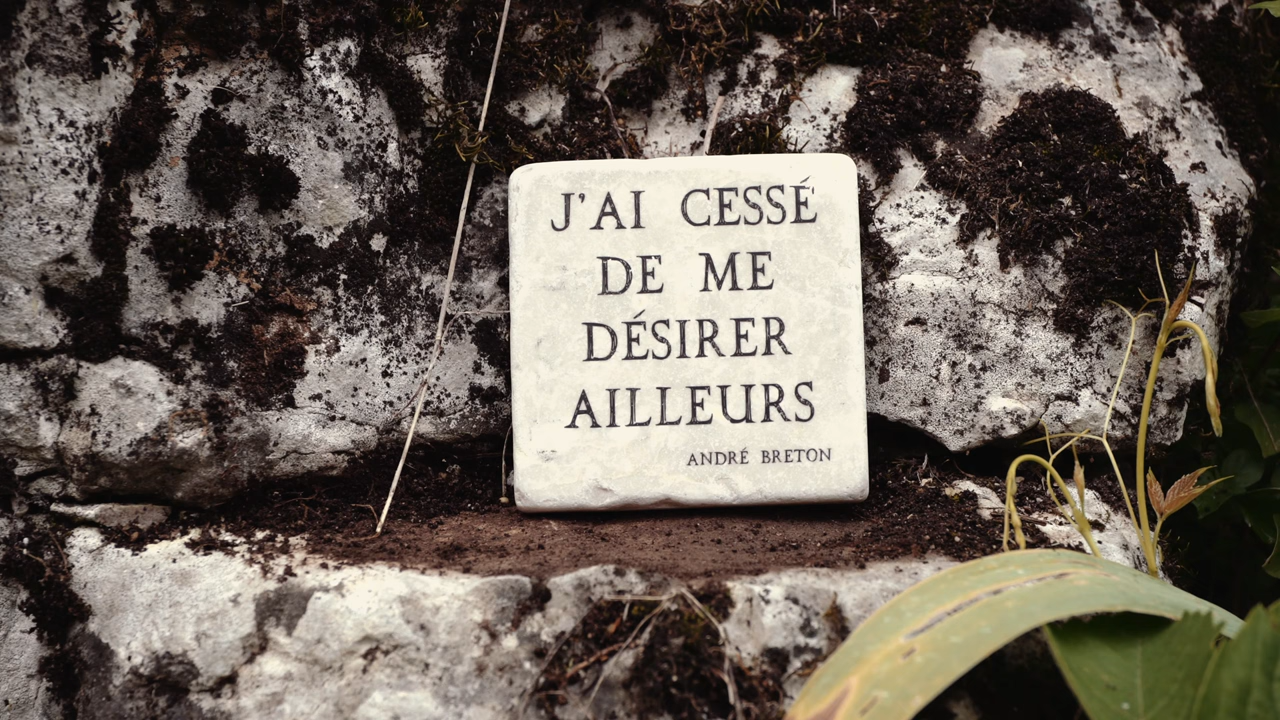 J'AI CESSÉ
DE ME
DÉSIRER
AILLEURS
ANDRÉ BRETON